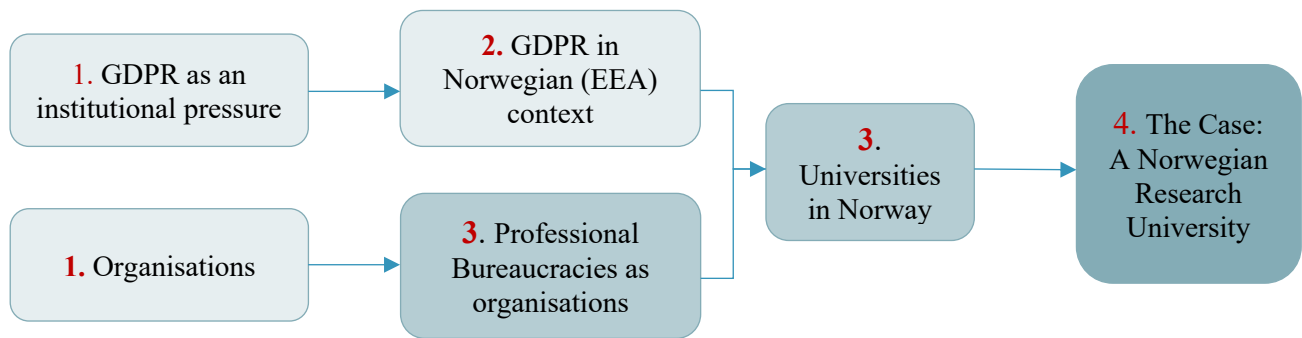 1. GDPR as an
institutional pressure
2. GDPR in
Norwegian (EEA)
context
1. Organisations
3. Professional
Bureaucracies as
organisations
3.
Universities
in Norway
4. The Case:
A Norwegian
Research
University